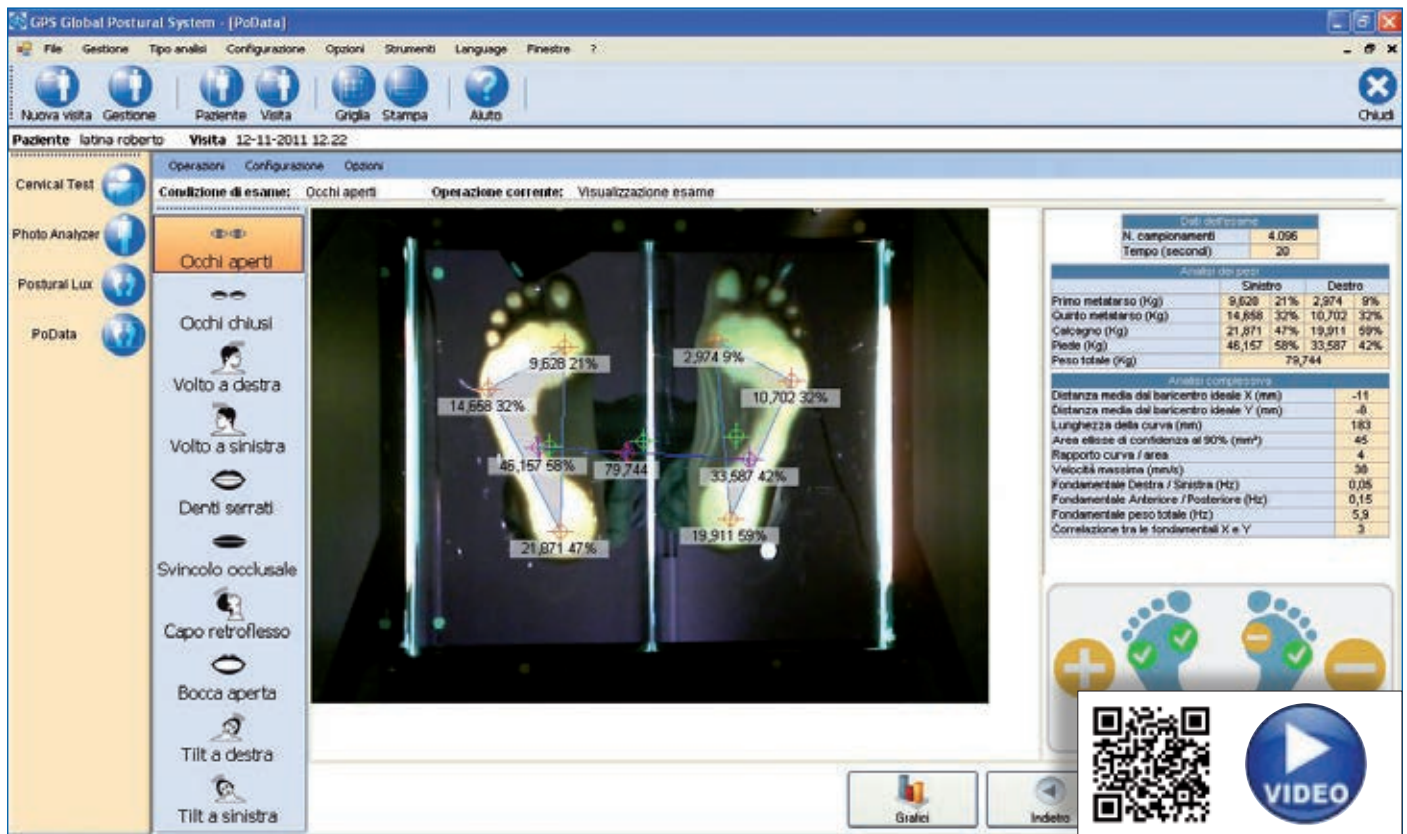 GPS Global Postural System - [PoData]
File Gestione Tipo analisi Configurazione Opzioni Strumenti Language Finestre ?
Nuova visita Gestione Paziente Visita Griglia Stampa Aiuto Chiudi
Paziente latina roberto Visita 12-11-2011 12.22
Operazioni Configurazione Opzioni
Condizione di esame: Occhi aperti Operazione corrente: Visualizzazione esame
Cervical Test
Photo Analyzer
Postural Lux
PoData
Occhi aperti
Occhi chiusi
Volto a destra
Volto a sinistra
Denti serrati
Svincolo occlusale
Capo retroflesso
Bocca aperta
Tilt a destra
Tilt a sinistra
9,628 21%
2,974 9%
14,658 32%
10,702 32%
46,157 58%
79,744
33,587 42%
21,871 47%
19,911 59%
Dati dell'esame
N. campionamenti 4.096
Tempo (secondi) 20
Analisi dei pesi
Sinistro Destro
Primo metatarso (Kg) 9,628 21% 2,974 9%
Quinto metatarso (Kg) 14,658 32% 10,702 32%
Calcagno (Kg) 21,871 47% 19,911 59%
Piede (Kg) 46,157 58% 33,587 42%
Peso totale (Kg) 79,744
Analisi complessiva
Distanza media dal baricentro ideale X (mm) -11
Distanza media dal baricentro ideale Y (mm) -8
Lunghezza della curva (mm) 183
Area ellisse di confidenza al 90% (mm²) 45
Rapporto curva / area 4
Velocità massima (mm/s) 38
Fondamentale Destra / Sinistra (Hz) 0,05
Fondamentale Anteriore / Posteriore (Hz) 0,15
Fondamentale peso totale (Hz) 5,9
Correlazione tra le fondamentali X e Y 3
Grafici
Indietro
VIDEO